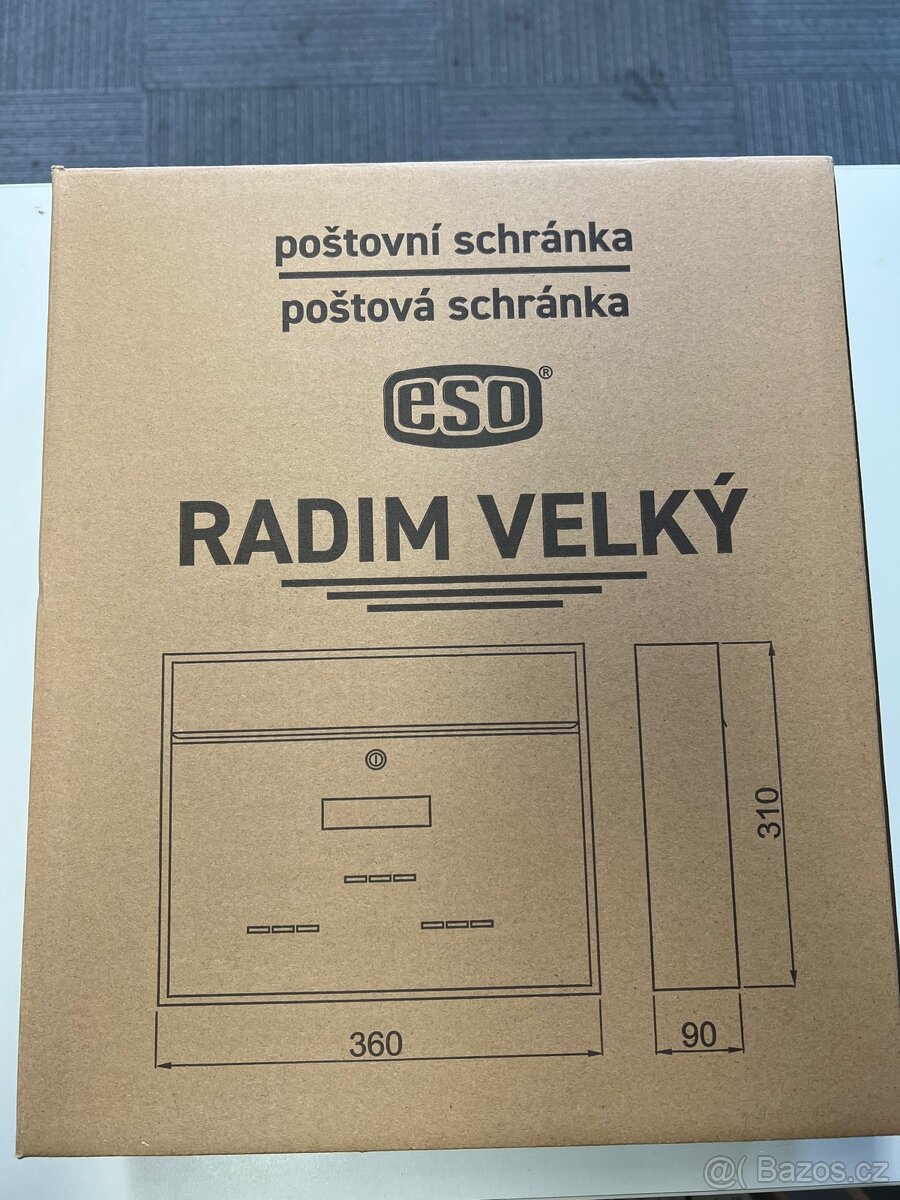 poštovní schránka
poštová schránka
eso®
RADIM VELKÝ
310
360
90
@( Bazos.cz